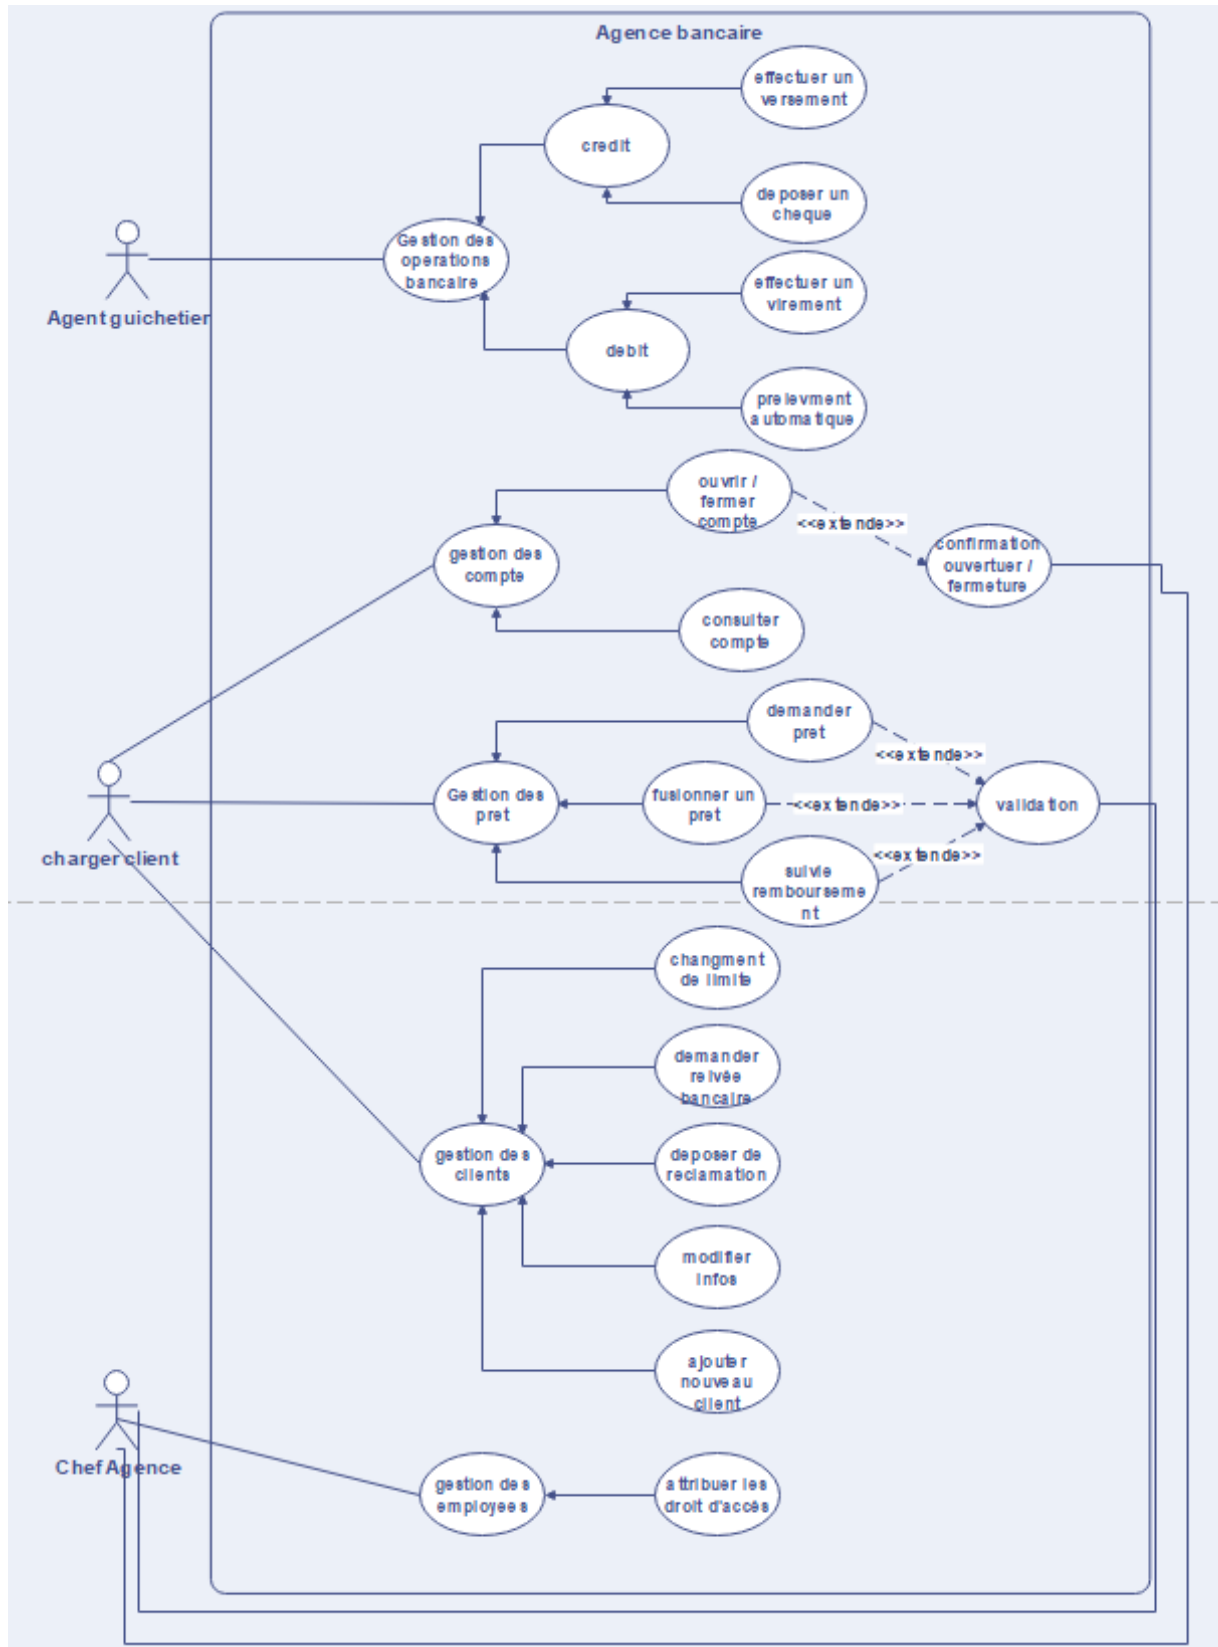 Agence bancaire
effectuer un
versement
credit
deposer un
cheque
Gestion des
operations
bancaire
Agent guichetier
effectuer un
virement
debit
prelevment
automatique
ouvrir /
fermer
compte
<<extende>>
confirmation
ouvertuer /
fermeture
gestion des
compte
consulter
compte
demander
pret
<<extende>>
Gestion des
pret
fusionner un
pret
<<extende>>
validation
charger client
<<extende>>
suivie
rembourseme
nt
changment
de limite
demander
relvée
bancaire
gestion des
clients
deposer de
reclamation
modifier
infos
ajouter
nouveau
client
Chef Agence
gestion des
employees
attribuer les
droit d'accès